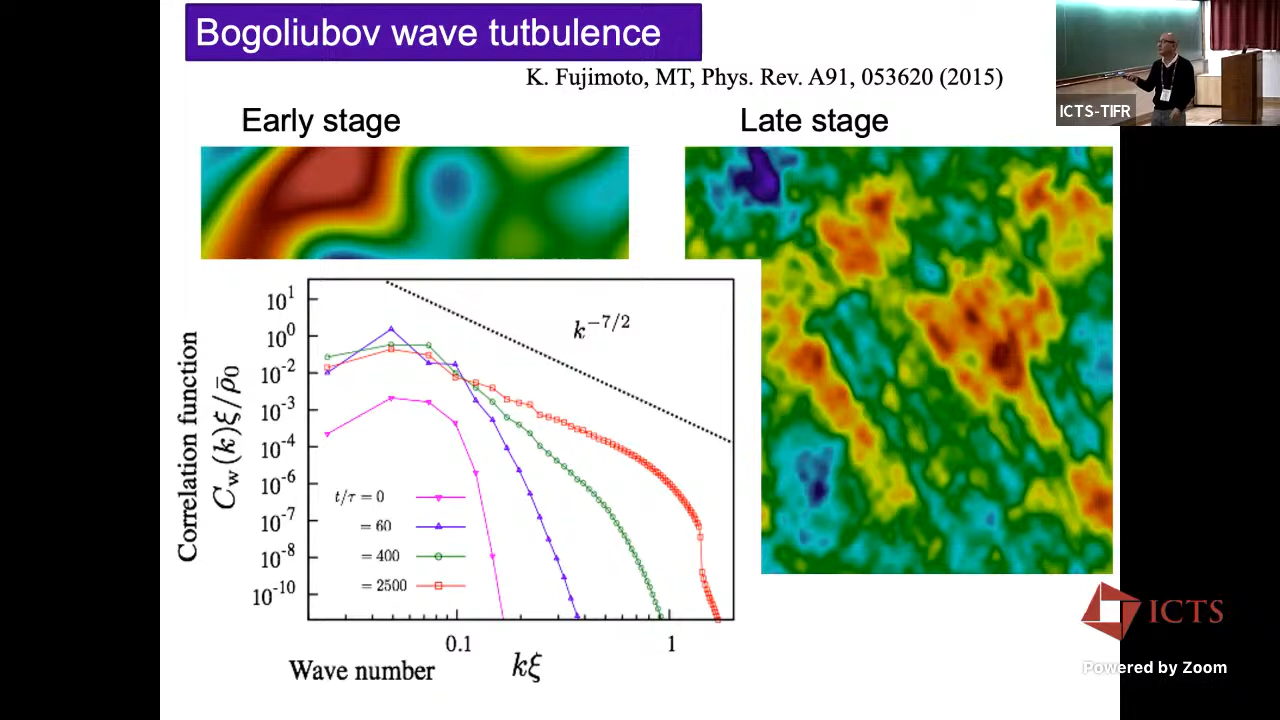 Bogoliubov wave tutbulence
K. Fujimoto, MT, Phys. Rev. A91, 053620 (2015)
ICTS-TIFR
Early stage
Late stage
10^1
10^0
10^-2
10^-3
10^-4
10^-6
10^-7
10^-8
10^-10
k^-7/2
Correlation function
C_w(k)ξ/ρ̄_0
t/τ = 0
= 60
= 400
= 2500
0.1
1
Wave number
kξ
ICTS
Powered by Zoom